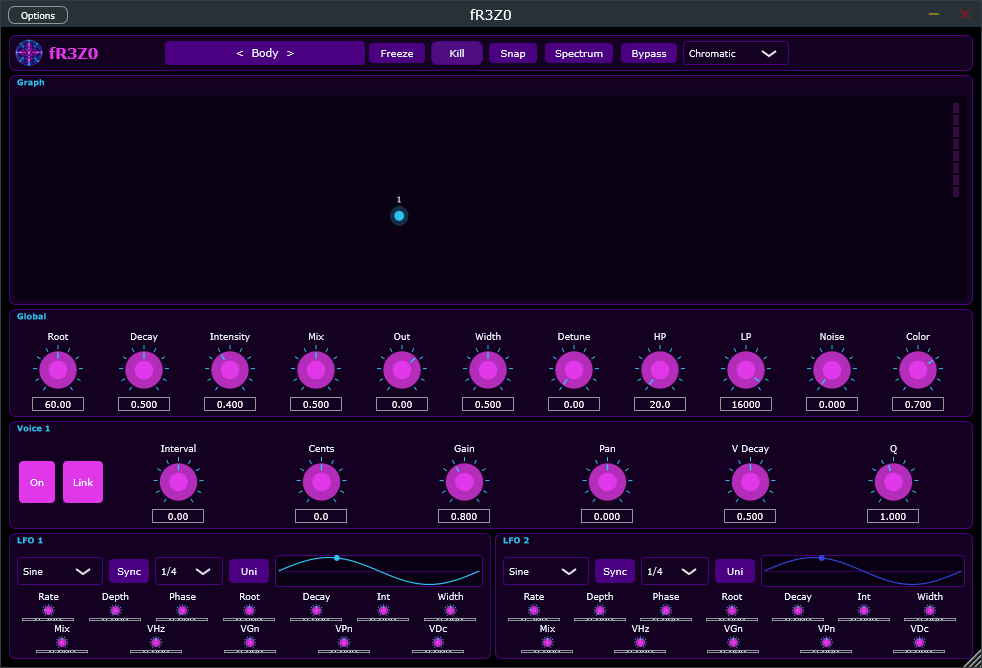 Options fR3Z0
fR3Z0 < Body > Freeze Kill Snap Spectrum Bypass Chromatic
Graph
1
Global
Root Decay Intensity Mix Out Width Detune HP LP Noise Color
60.00 0.500 0.400 0.500 0.00 0.500 0.00 20.0 16000 0.000 0.700
Voice 1
Interval Cents Gain Pan V Decay Q
On Link
0.00 0.0 0.800 0.000 0.500 1.000
LFO 1 LFO 2
Sine Sync 1/4 Uni Sine Sync 1/4 Uni
Rate Depth Phase Root Decay Int Width Rate Depth Phase Root Decay Int Width
Mix VHz VGn VPn VDc Mix VHz VGn VPn VDc